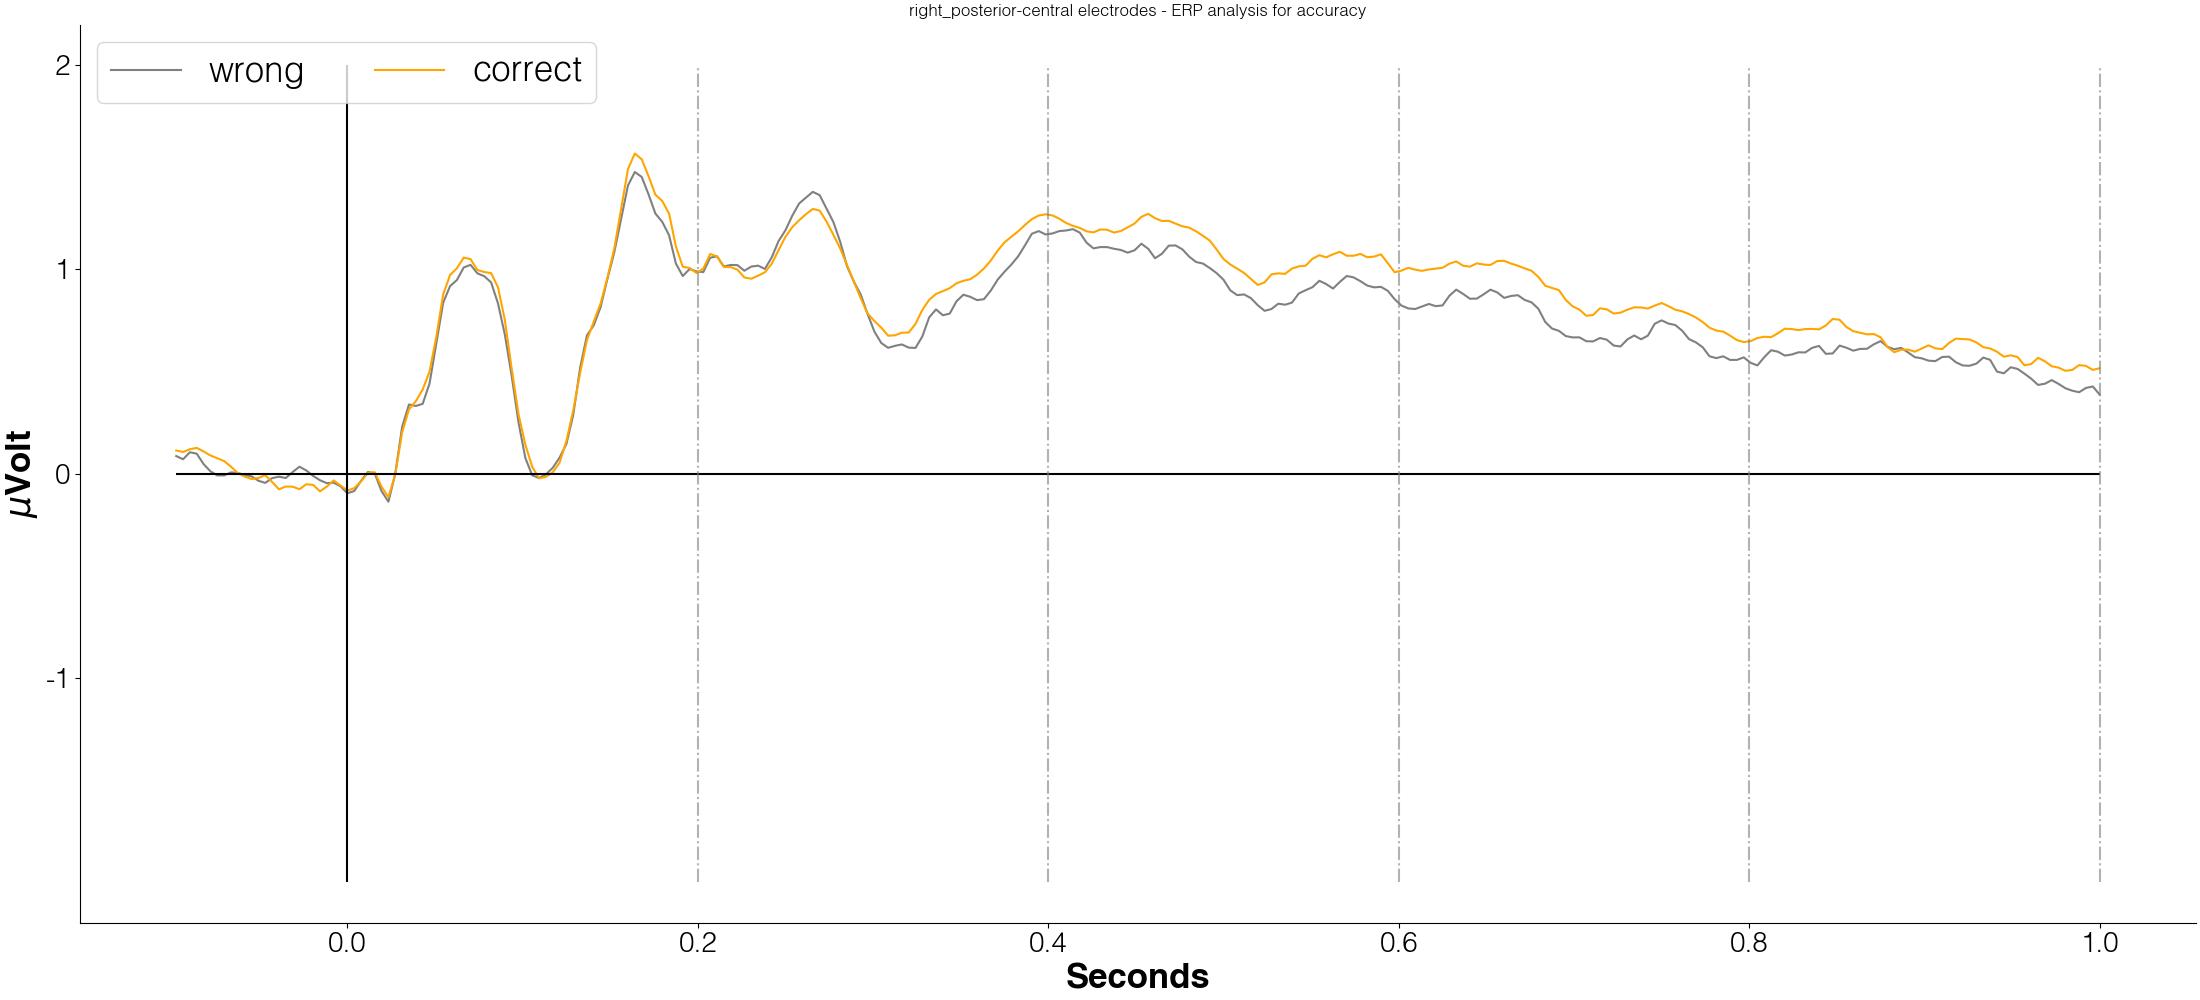 right_posterior-central electrodes - ERP analysis for accuracy
wrong correct
2
1
0
-1
μVolt
0.0 0.2 0.4 0.6 0.8 1.0
Seconds